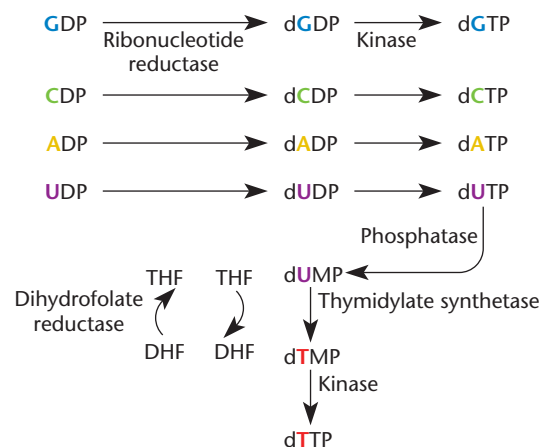 GDP dGDP dGTP
Ribonucleotide Kinase
reductase
CDP dCDP dCTP
ADP dADP dATP
UDP dUDP dUTP
Phosphatase
THF THF dUMP
Dihydrofolate Thymidylate synthetase
reductase
DHF DHF dTMP
Kinase
dTTP